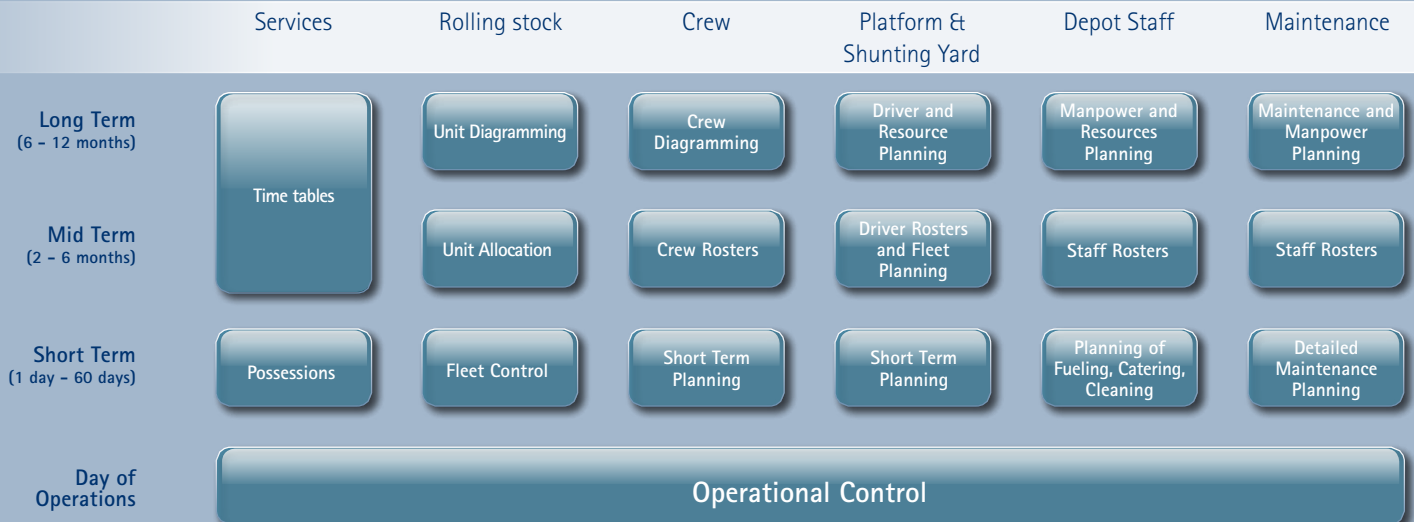 Services
Rolling stock
Crew
Platform &
Shunting Yard
Depot Staff
Maintenance
Long Term
(6 - 12 months)
Time tables
Unit Diagramming
Crew
Diagramming
Driver and
Resource
Planning
Manpower and
Resources
Planning
Maintenance and
Manpower
Planning
Mid Term
(2 - 6 months)
Unit Allocation
Crew Rosters
Driver Rosters
and Fleet
Planning
Staff Rosters
Staff Rosters
Short Term
(1 day - 60 days)
Possessions
Fleet Control
Short Term
Planning
Short Term
Planning
Planning of
Fueling, Catering,
Cleaning
Detailed
Maintenance
Planning
Day of
Operations
Operational Control